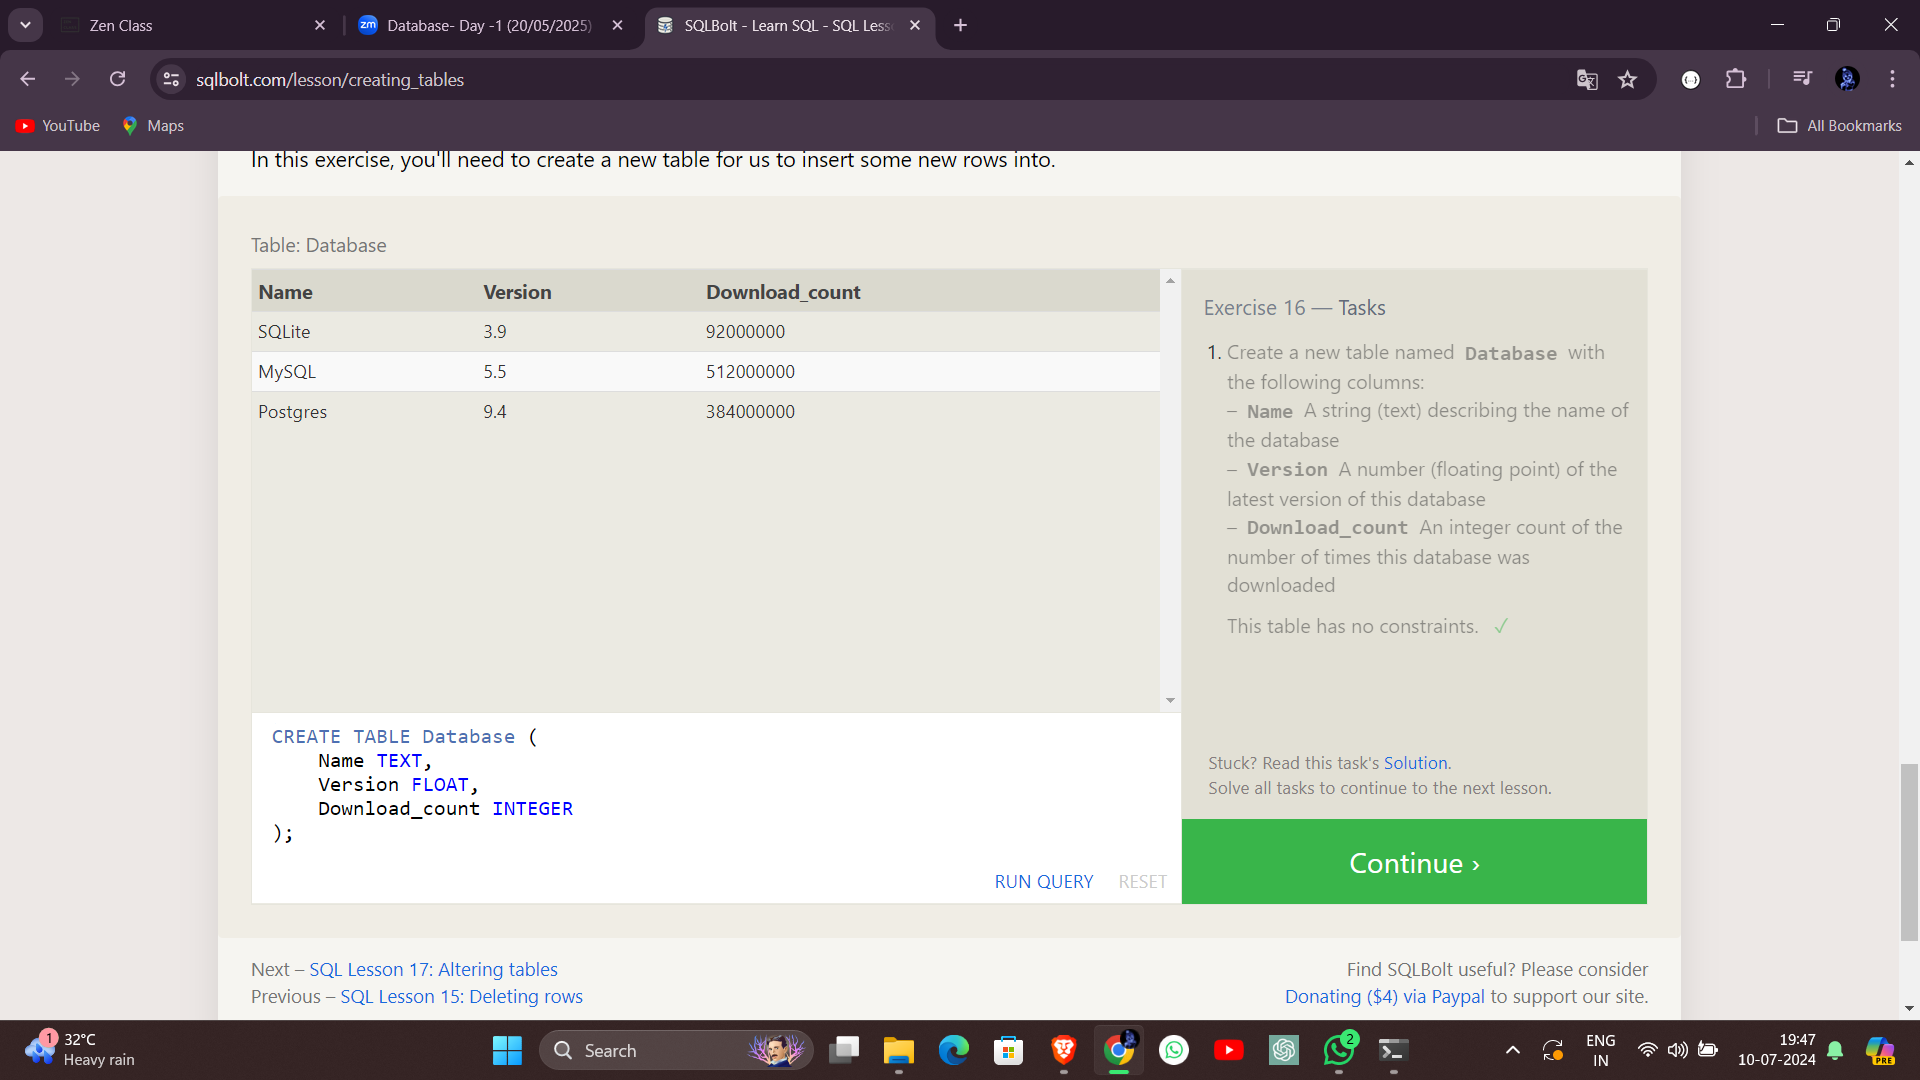 Zen Class
Database- Day -1 (20/05/2025)
SQLBolt - Learn SQL - SQL Less
sqlbolt.com/lesson/creating_tables
YouTube
Maps
All Bookmarks
In this exercise, you'll need to create a new table for us to insert some new rows into.
Table: Database
Name Version Download_count
SQLite 3.9 92000000
MySQL 5.5 512000000
Postgres 9.4 384000000
Exercise 16 — Tasks
1. Create a new table named Database with
the following columns:
– Name A string (text) describing the name of
the database
– Version A number (floating point) of the
latest version of this database
– Download_count An integer count of the
number of times this database was
downloaded
This table has no constraints. ✓
Stuck? Read this task's Solution.
Solve all tasks to continue to the next lesson.
Continue ›
CREATE TABLE Database (
Name TEXT,
Version FLOAT,
Download_count INTEGER
);
RUN QUERY RESET
Next – SQL Lesson 17: Altering tables
Previous – SQL Lesson 15: Deleting rows
Find SQLBolt useful? Please consider
Donating ($4) via Paypal to support our site.
1
32°C
Heavy rain
Search
2
ENG
IN
19:47
10-07-2024
PRE
zm